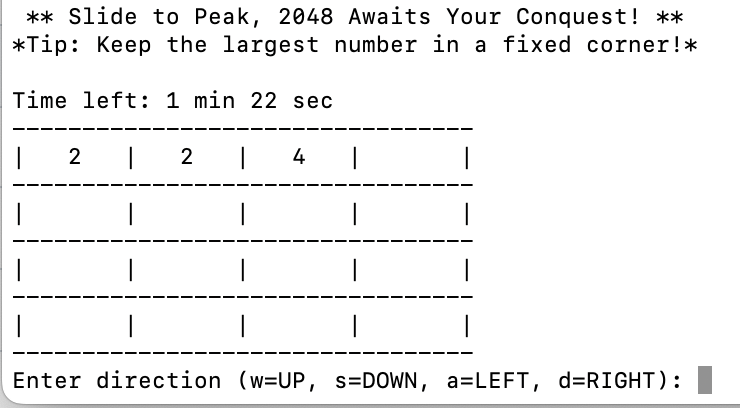 ** Slide to Peak, 2048 Awaits Your Conquest! **
*Tip: Keep the largest number in a fixed corner!*
Time left: 1 min 22 sec
---------------------------------
|   2   |   2   |   4   |       |
---------------------------------
|       |       |       |       |
---------------------------------
|       |       |       |       |
---------------------------------
|       |       |       |       |
---------------------------------
Enter direction (w=UP, s=DOWN, a=LEFT, d=RIGHT):